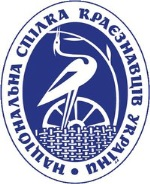 НАЦІОНАЛЬНА СПІЛКА КРАЄЗНАВЦІВ УКРАЇНИ